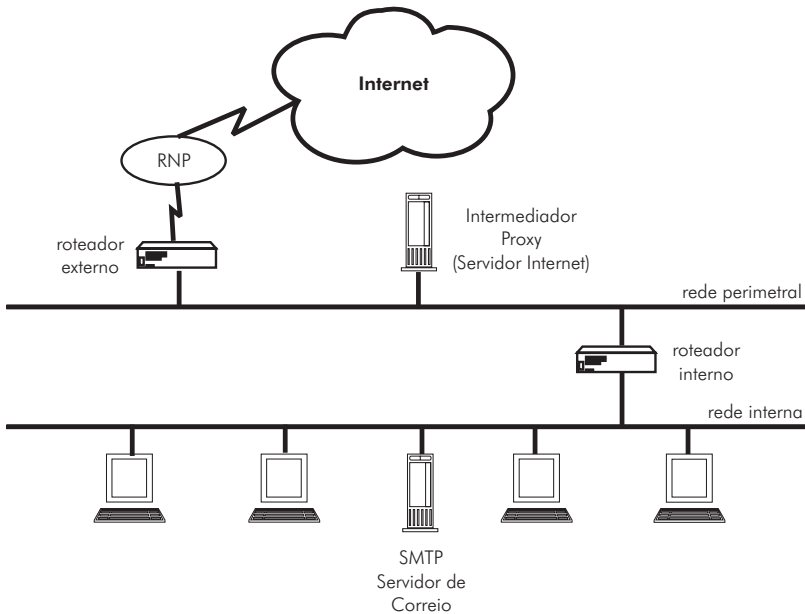 Internet
RNP
roteador
externo
Intermediador
Proxy
(Servidor Internet)
rede perimetral
roteador
interno
rede interna
SMTP
Servidor de
Correio